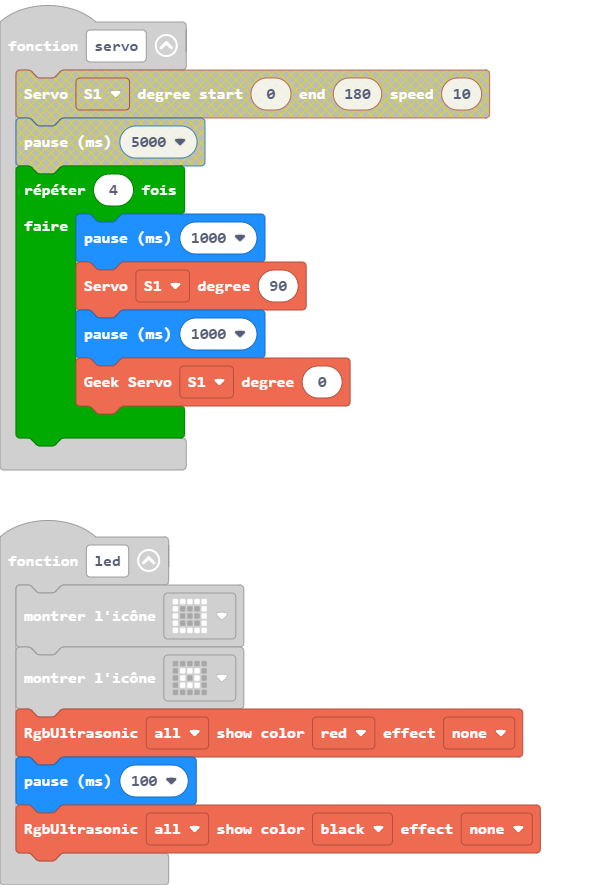 fonction servo
Servo S1 degree start 0 end 180 speed 10
pause (ms) 5000
répéter 4 fois
faire
pause (ms) 1000
Servo S1 degree 90
pause (ms) 1000
Geek Servo S1 degree 0
fonction led
montrer l'icône
montrer l'icône
RgbUltrasonic all show color red effect none
pause (ms) 100
RgbUltrasonic all show color black effect none